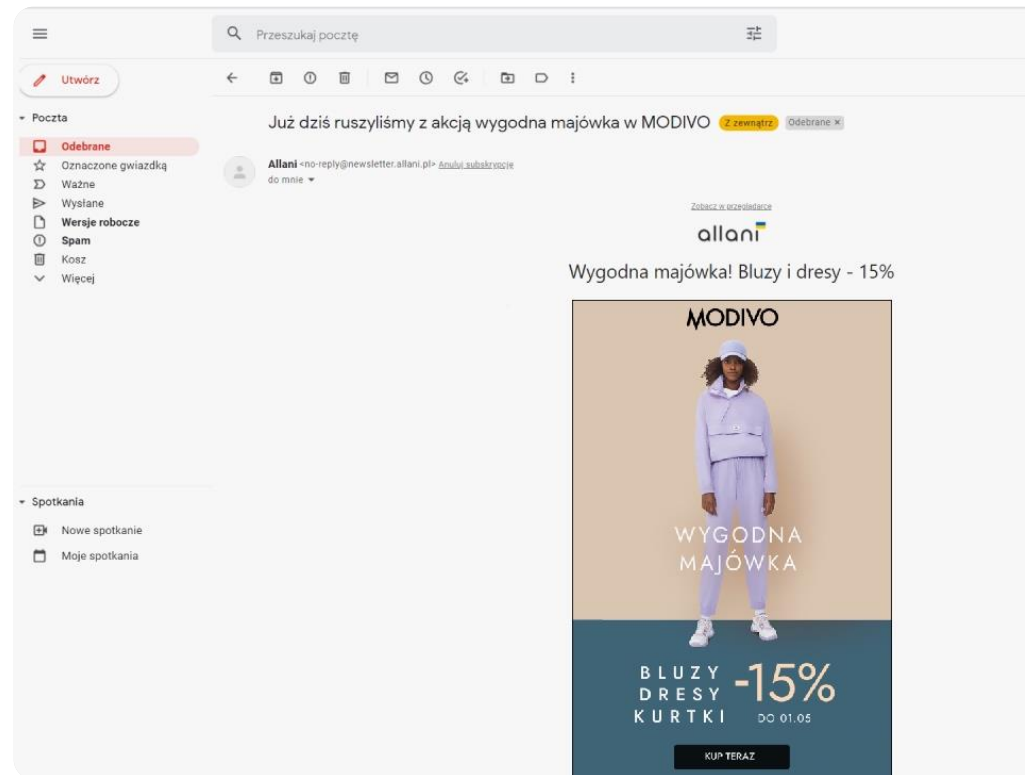 Przeszukaj pocztę
Utwórz
Poczta
Odebrane
Oznaczone gwiazdką
Ważne
Wysłane
Wersje robocze
Spam
Kosz
Więcej
Spotkania
Nowe spotkanie
Moje spotkania
Już dziś ruszyliśmy z akcją wygodna majówka w MODIVO Z zewnątrz Odebrane ×
Allani <no-reply@newsletter.allani.pl> Anuluj subskrypcję
do mnie
Zobacz w przeglądarce
allani
Wygodna majówka! Bluzy i dresy - 15%
MODIVO
WYGODNA
MAJÓWKA
BLUZY
DRESY
KURTKI
-15%
DO 01.05
KUP TERAZ